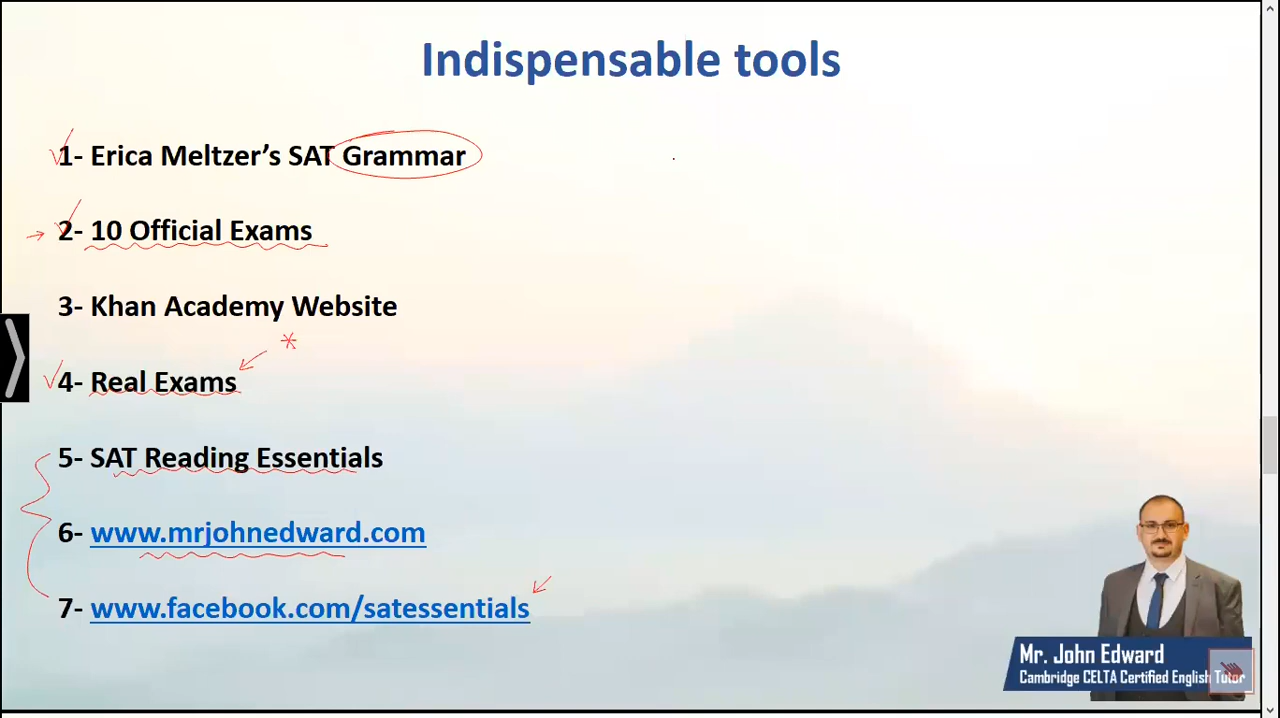 Indispensable tools
1- Erica Meltzer’s SAT Grammar
2- 10 Official Exams
3- Khan Academy Website
4- Real Exams
5- SAT Reading Essentials
6- www.mrjohnedward.com
7- www.facebook.com/satessentials
Mr. John Edward
Cambridge CELTA Certified English Tutor